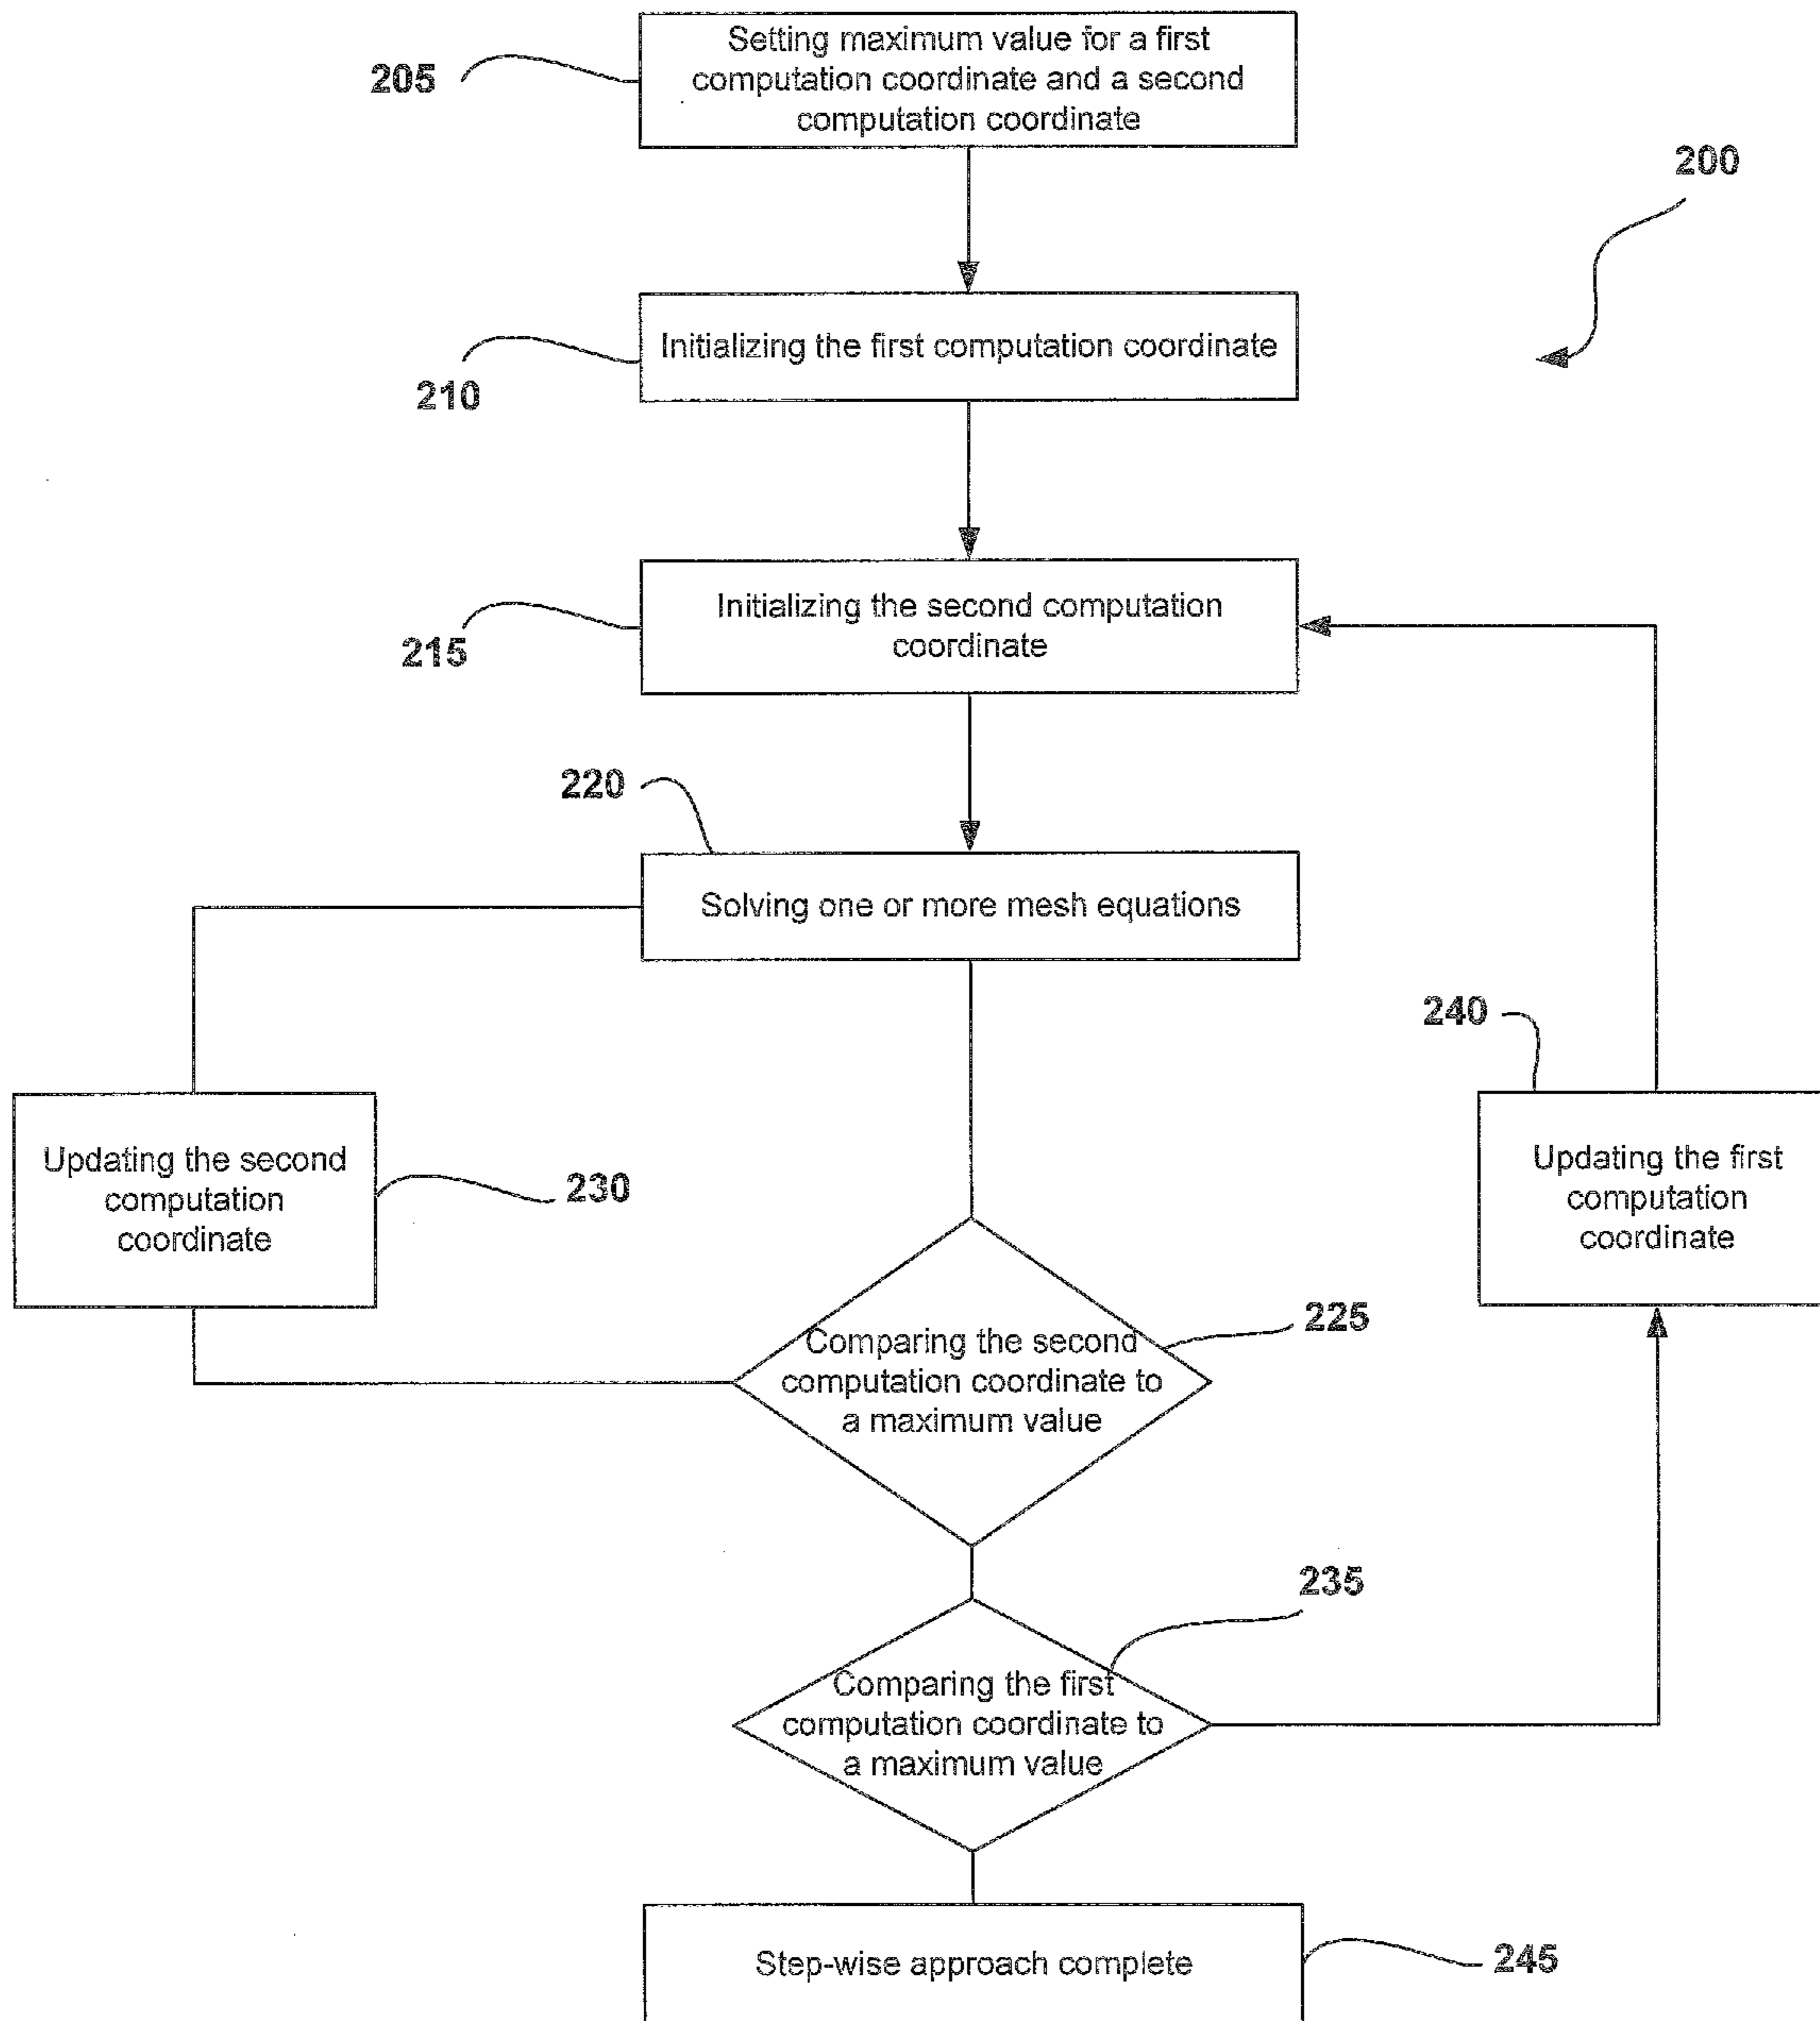 Setting maximum value for a first
computation coordinate and a second
computation coordinate
205
200
Initializing the first computation coordinate
210
Initializing the second computation
coordinate
215
220
Solving one or more mesh equations
240
Updating the second
computation
coordinate
230
Updating the first
computation
coordinate
225
Comparing the second
computation coordinate to
a maximum value
235
Comparing the first
computation coordinate to
a maximum value
Step-wise approach complete
245